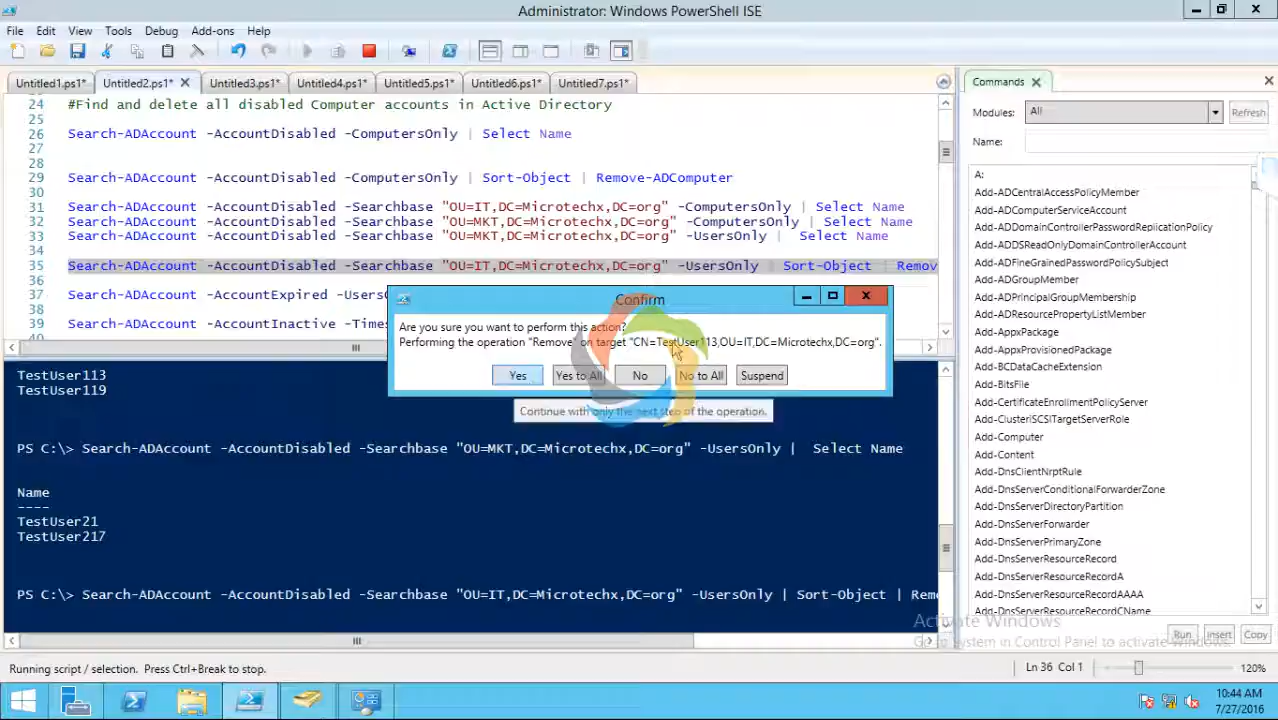 Administrator: Windows PowerShell ISE
File Edit View Tools Debug Add-ons Help
Untitled1.ps1* Untitled2.ps1* Untitled3.ps1* Untitled4.ps1* Untitled5.ps1* Untitled6.ps1* Untitled7.ps1*
24 #Find and delete all disabled Computer accounts in Active Directory
25
26 Search-ADAccount -AccountDisabled -ComputersOnly | Select Name
27
28
29 Search-ADAccount -AccountDisabled -ComputersOnly | Sort-Object | Remove-ADComputer
30
31 Search-ADAccount -AccountDisabled -Searchbase "OU=IT,DC=Microtechx,DC=org" -ComputersOnly | Select Name
32 Search-ADAccount -AccountDisabled -Searchbase "OU=MKT,DC=Microtechx,DC=org" -ComputersOnly | Select Name
33 Search-ADAccount -AccountDisabled -Searchbase "OU=MKT,DC=Microtechx,DC=org" -UsersOnly | Select Name
34
35 Search-ADAccount -AccountDisabled -Searchbase "OU=IT,DC=Microtechx,DC=org" -UsersOnly | Sort-Object | Remov
36
37 Search-ADAccount -AccountExpired -Users
38
39 Search-ADAccount -AccountInactive -Times
40
Confirm
Are you sure you want to perform this action?
Performing the operation "Remove" on target "CN=TestUser113,OU=IT,DC=Microtechx,DC=org".
Yes Yes to All No No to All Suspend
Continue with only the next step of the operation.
TestUser113
TestUser119
PS C:\> Search-ADAccount -AccountDisabled -Searchbase "OU=MKT,DC=Microtechx,DC=org" -UsersOnly | Select Name
Name
----
TestUser21
TestUser217
PS C:\> Search-ADAccount -AccountDisabled -Searchbase "OU=IT,DC=Microtechx,DC=org" -UsersOnly | Sort-Object | Remo
Commands
Modules: All Refresh
Name:
A:
Add-ADCentralAccessPolicyMember
Add-ADComputerServiceAccount
Add-ADDomainControllerPasswordReplicationPolicy
Add-ADDSReadOnlyDomainControllerAccount
Add-ADFineGrainedPasswordPolicySubject
Add-ADGroupMember
Add-ADPrincipalGroupMembership
Add-ADResourcePropertyListMember
Add-AppxPackage
Add-AppxProvisionedPackage
Add-BCDataCacheExtension
Add-BitsFile
Add-CertificateEnrollmentPolicyServer
Add-ClusteriSCSITargetServerRole
Add-Computer
Add-Content
Add-DnsClientNrptRule
Add-DnsServerConditionalForwarderZone
Add-DnsServerDirectoryPartition
Add-DnsServerForwarder
Add-DnsServerPrimaryZone
Add-DnsServerResourceRecord
Add-DnsServerResourceRecordA
Add-DnsServerResourceRecordAAAA
Add-DnsServerResourceRecordCName
Activate Windows
Go to System in Control Panel to activate Windows.
Run Insert Copy
Running script / selection. Press Ctrl+Break to stop.
Ln 36 Col 1
120%
10:44 AM
7/27/2016